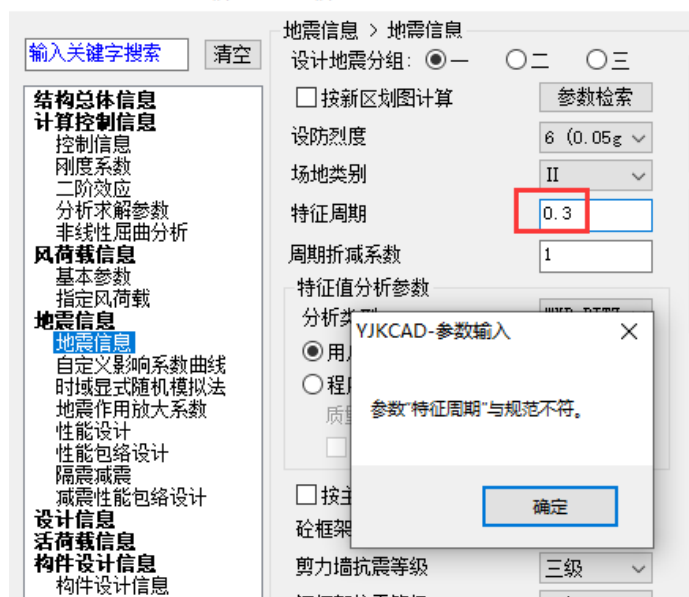 输入关键字搜索
清空
结构总体信息
计算控制信息
控制信息
刚度系数
二阶效应
分析求解参数
非线性屈曲分析
风荷载信息
基本参数
指定风荷载
地震信息
地震信息
自定义影响系数曲线
时域显式随机模拟法
地震作用放大系数
性能设计
性能包络设计
隔震减震
减震性能包络设计
设计信息
活荷载信息
构件设计信息
构件设计信息
地震信息 > 地震信息
设计地震分组: 一 二 三
按新区划图计算 参数检索
设防烈度 6 (0.05g
场地类别 II
特征周期 0.3
周期折减系数 1
特征值分析参数
分析类
用
程
质
按主
砼框架
剪力墙抗震等级 三级
YJKCAD-参数输入
参数"特征周期"与规范不符。
确定